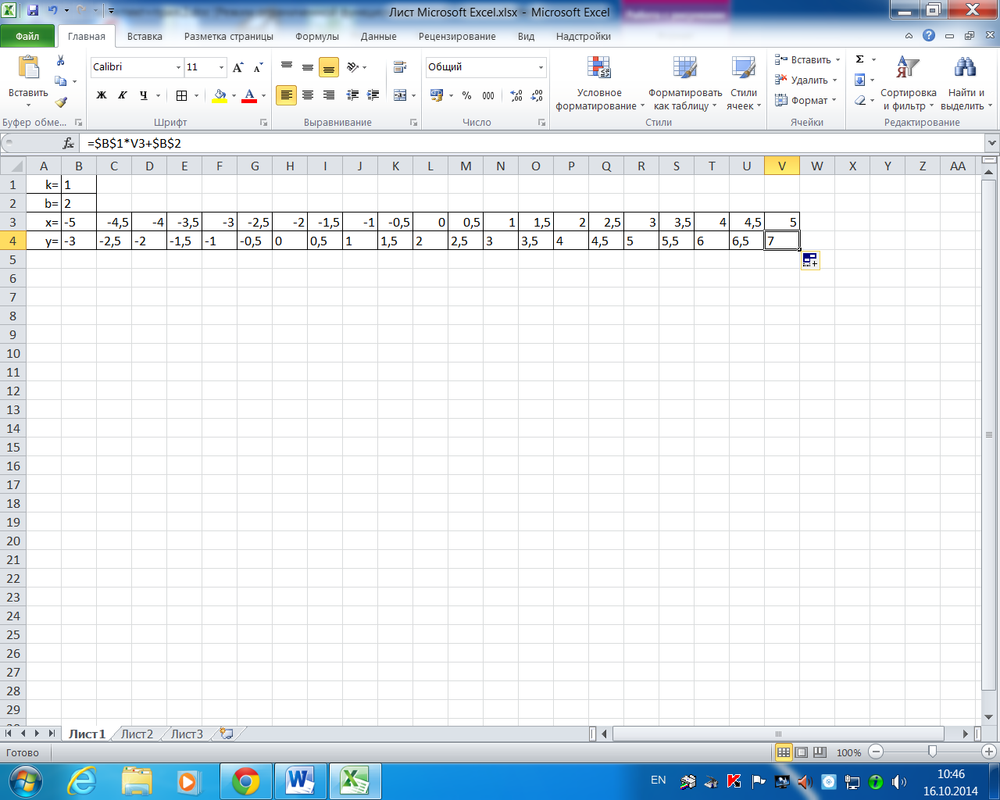 Лист Microsoft Excel.xlsx - Microsoft Excel
Файл Главная Вставка Разметка страницы Формулы Данные Рецензирование Вид Надстройки
Вставить
Calibri 11
Ж К Ч
Общий
% 000
Условное форматирование
Форматировать как таблицу
Стили ячеек
Вставить
Удалить
Формат
Σ
Сортировка и фильтр
Найти и выделить
Буфер обме... Шрифт Выравнивание Число Стили Ячейки Редактирование
fx =$B$1*V3+$B$2
A B C D E F G H I J K L M N O P Q R S T U V W X Y Z AA
1 k= 1
2 b= 2
3 x= -5 -4,5 -4 -3,5 -3 -2,5 -2 -1,5 -1 -0,5 0 0,5 1 1,5 2 2,5 3 3,5 4 4,5 5
4 y= -3 -2,5 -2 -1,5 -1 -0,5 0 0,5 1 1,5 2 2,5 3 3,5 4 4,5 5 5,5 6 6,5 7
5
6
7
8
9
10
11
12
13
14
15
16
17
18
19
20
21
22
23
24
25
26
27
28
29
Лист1 Лист2 Лист3
Готово 100%
EN 10:46
16.10.2014